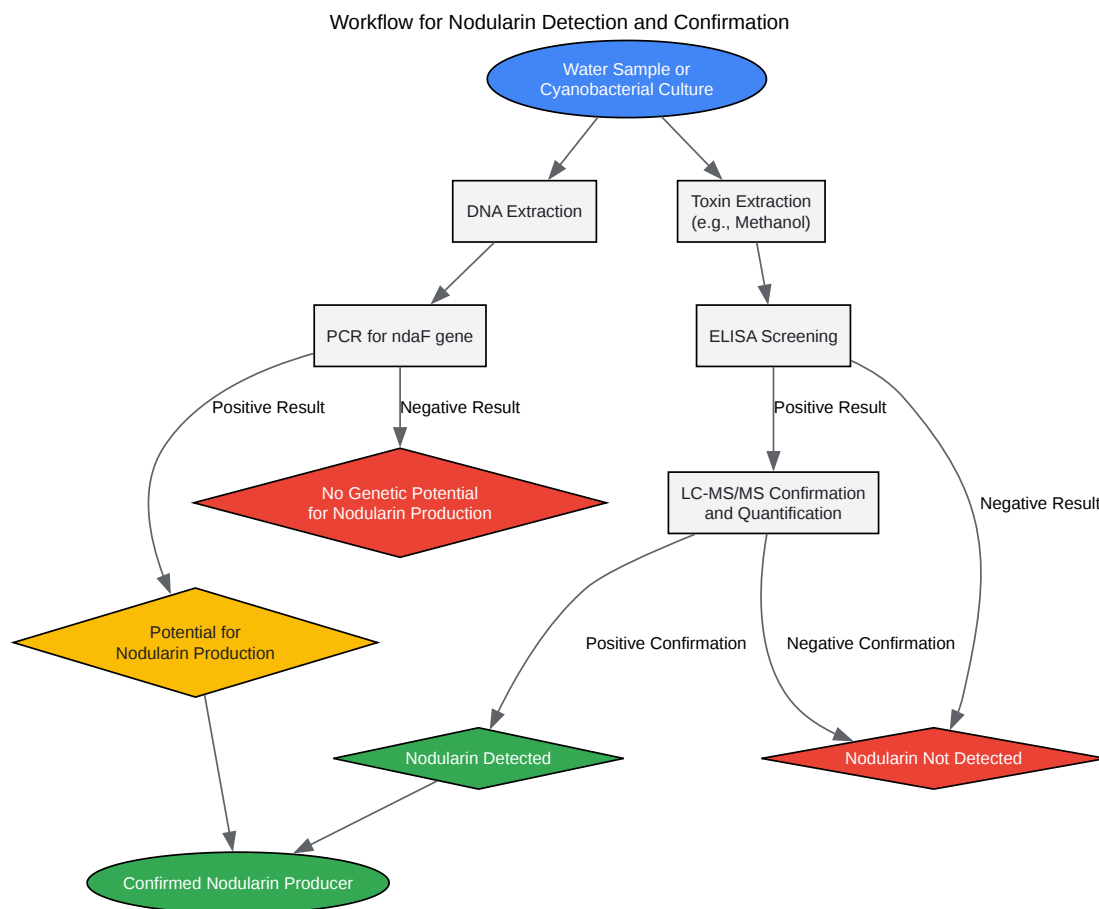 Workflow for Nodularin Detection and Confirmation
Water Sample or
Cyanobacterial Culture
DNA Extraction
Toxin Extraction
(e.g., Methanol)
PCR for ndaF gene
ELISA Screening
Positive Result
Negative Result
Positive Result
No Genetic Potential
for Nodularin Production
LC-MS/MS Confirmation
and Quantification
Negative Result
Potential for
Nodularin Production
Positive Confirmation
Negative Confirmation
Nodularin Detected
Nodularin Not Detected
Confirmed Nodularin Producer